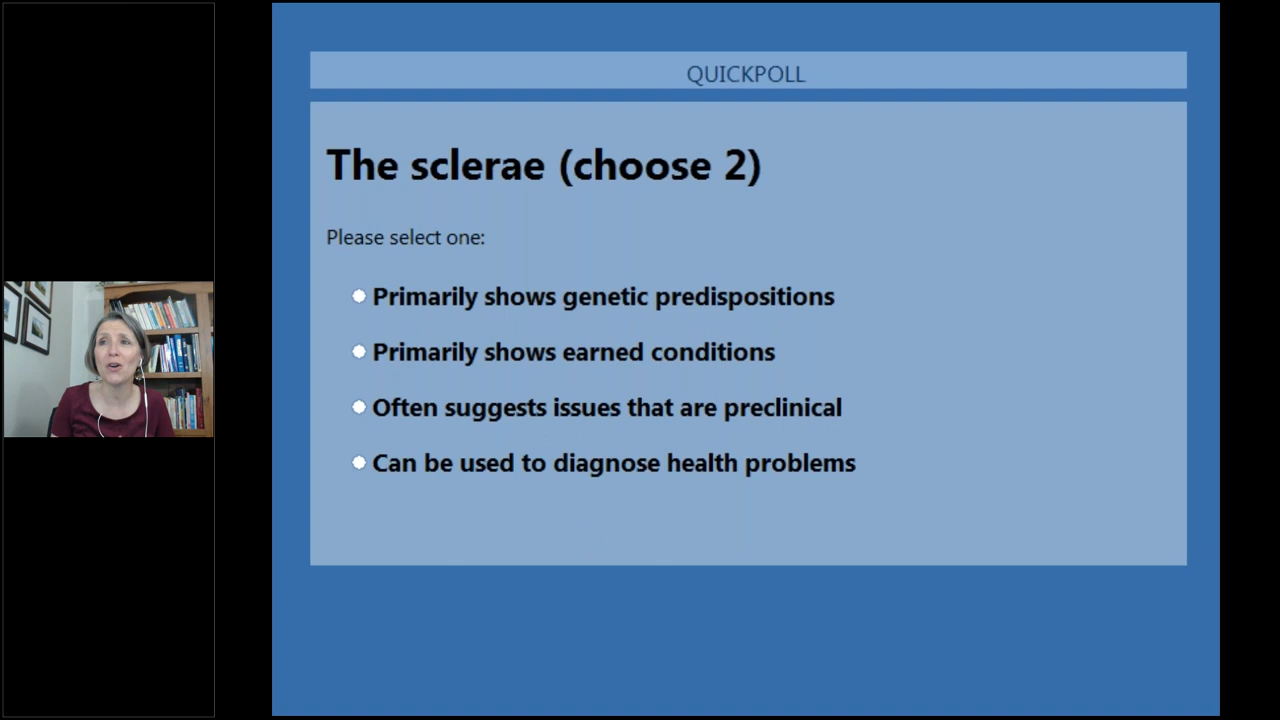 QUICKPOLL
The sclerae (choose 2)
Please select one:
Primarily shows genetic predispositions
Primarily shows earned conditions
Often suggests issues that are preclinical
Can be used to diagnose health problems